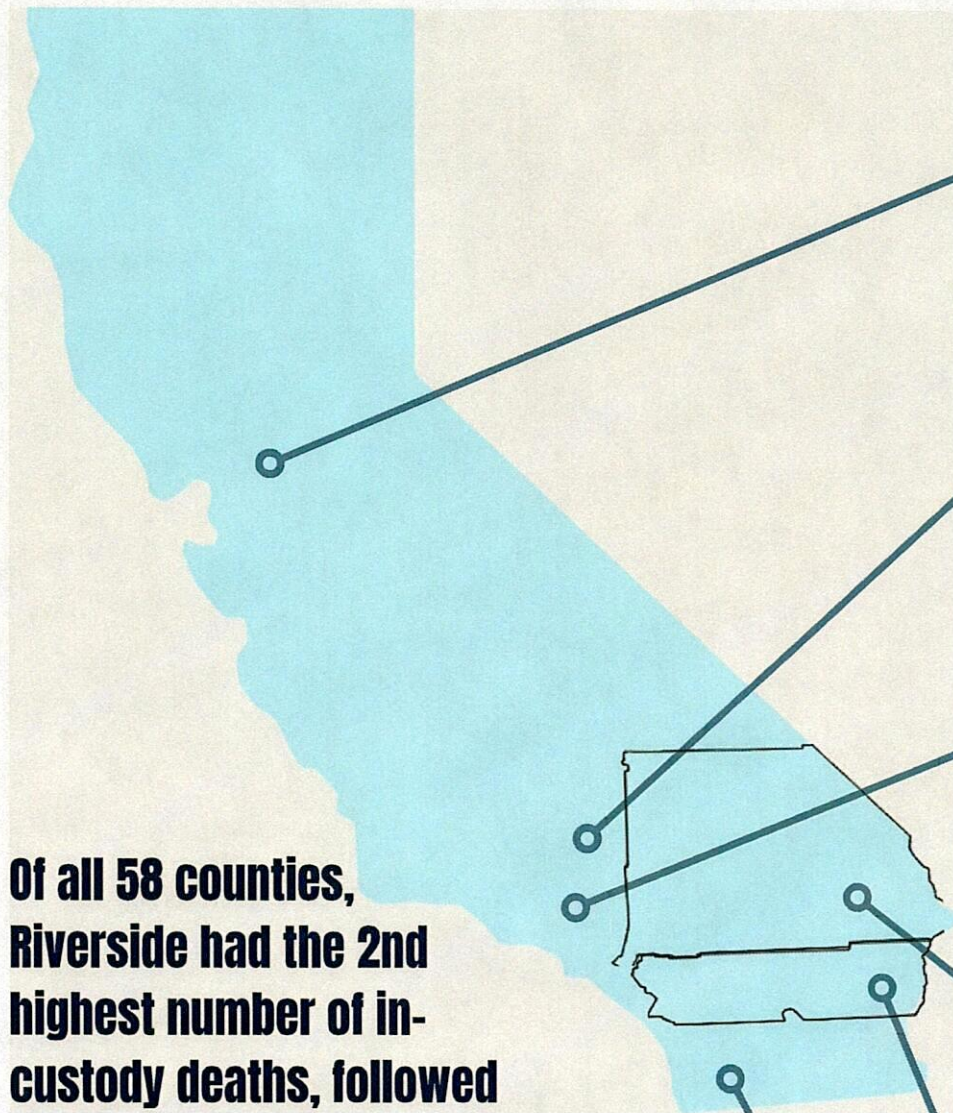 Of all 58 counties,
Riverside had the 2nd
highest number of in-
custody deaths, followed